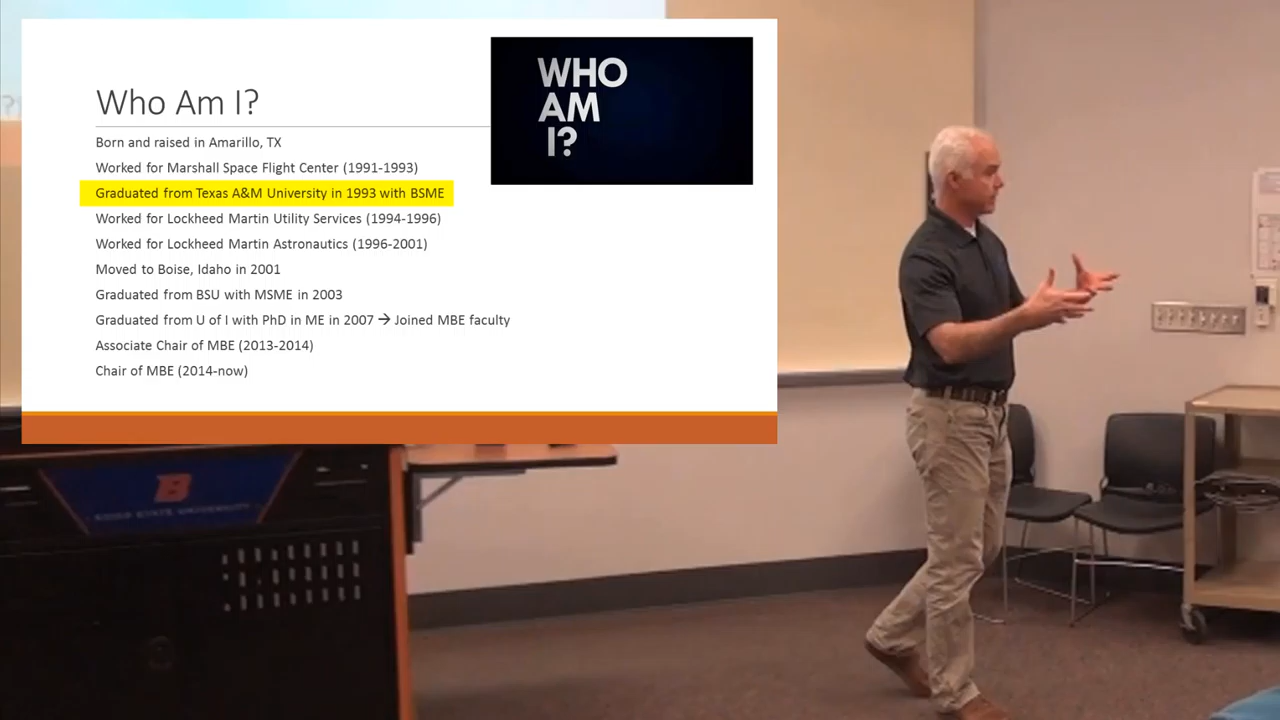 Who Am I?
WHO
AM
I?
Born and raised in Amarillo, TX
Worked for Marshall Space Flight Center (1991-1993)
Graduated from Texas A&M University in 1993 with BSME
Worked for Lockheed Martin Utility Services (1994-1996)
Worked for Lockheed Martin Astronautics (1996-2001)
Moved to Boise, Idaho in 2001
Graduated from BSU with MSME in 2003
Graduated from U of I with PhD in ME in 2007 → Joined MBE faculty
Associate Chair of MBE (2013-2014)
Chair of MBE (2014-now)
B
BOISE STATE UNIVERSITY